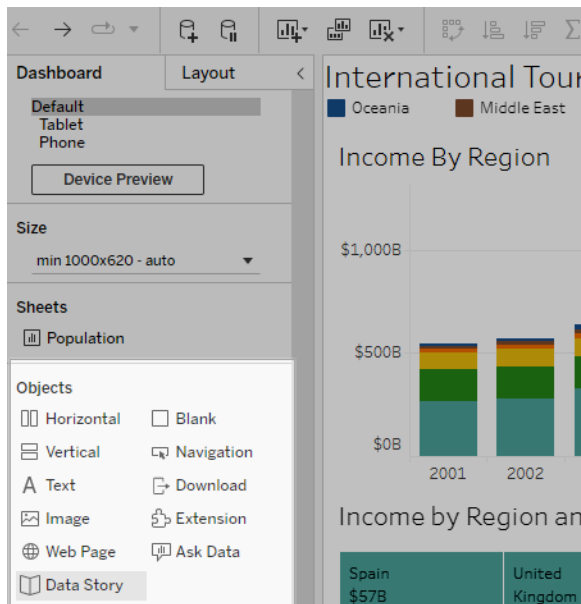 Dashboard
Layout
Default
Tablet
Phone
Device Preview
Size
min 1000x620 - auto
Sheets
Population
Objects
Horizontal
Blank
Vertical
Navigation
Text
Download
Image
Extension
Web Page
Ask Data
Data Story
International Tour
Oceania
Middle East
Income By Region
$1,000B
$500B
$0B
2001
2002
Income by Region an
Spain
$57B
United
Kingdom